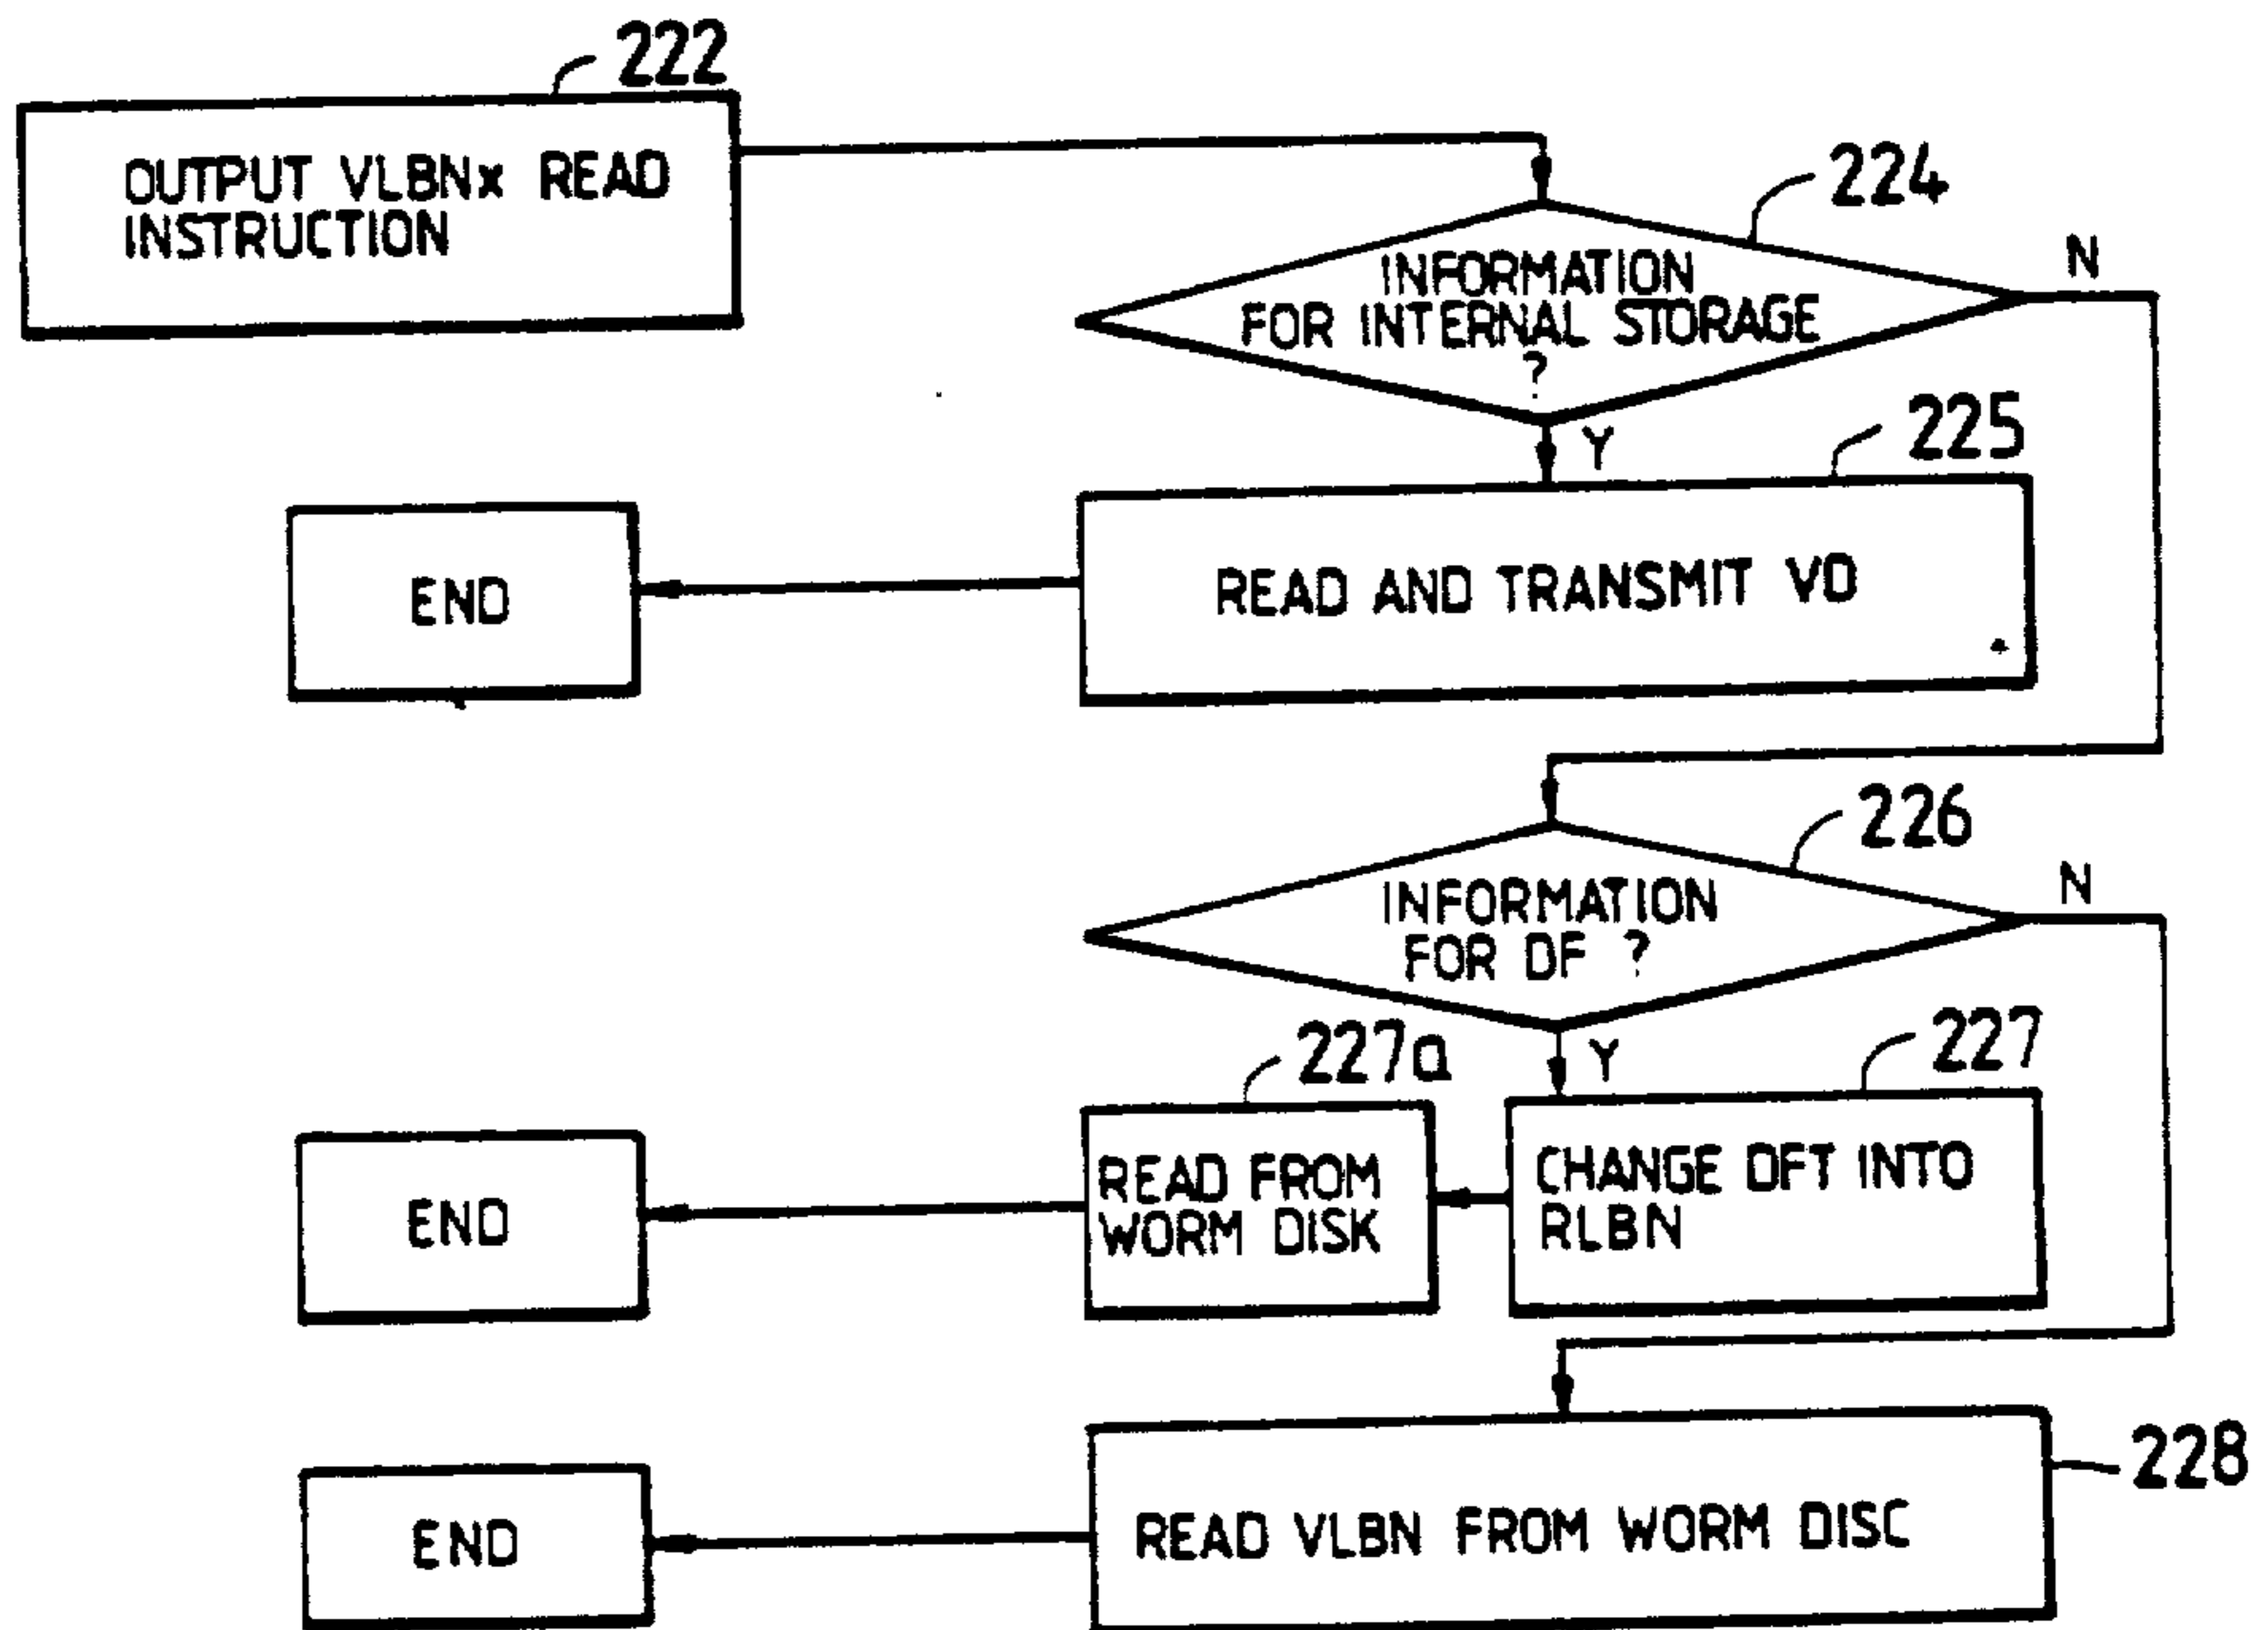 222
OUTPUT VLBNx READ
INSTRUCTION
224
INFORMATION
FOR INTERNAL STORAGE
?
N
Y
225
READ AND TRANSMIT VD
END
226
INFORMATION
FOR DF ?
N
Y
227
CHANGE DFT INTO
RLBN
227a
READ FROM
WORM DISK
END
228
READ VLBN FROM WORM DISC
END